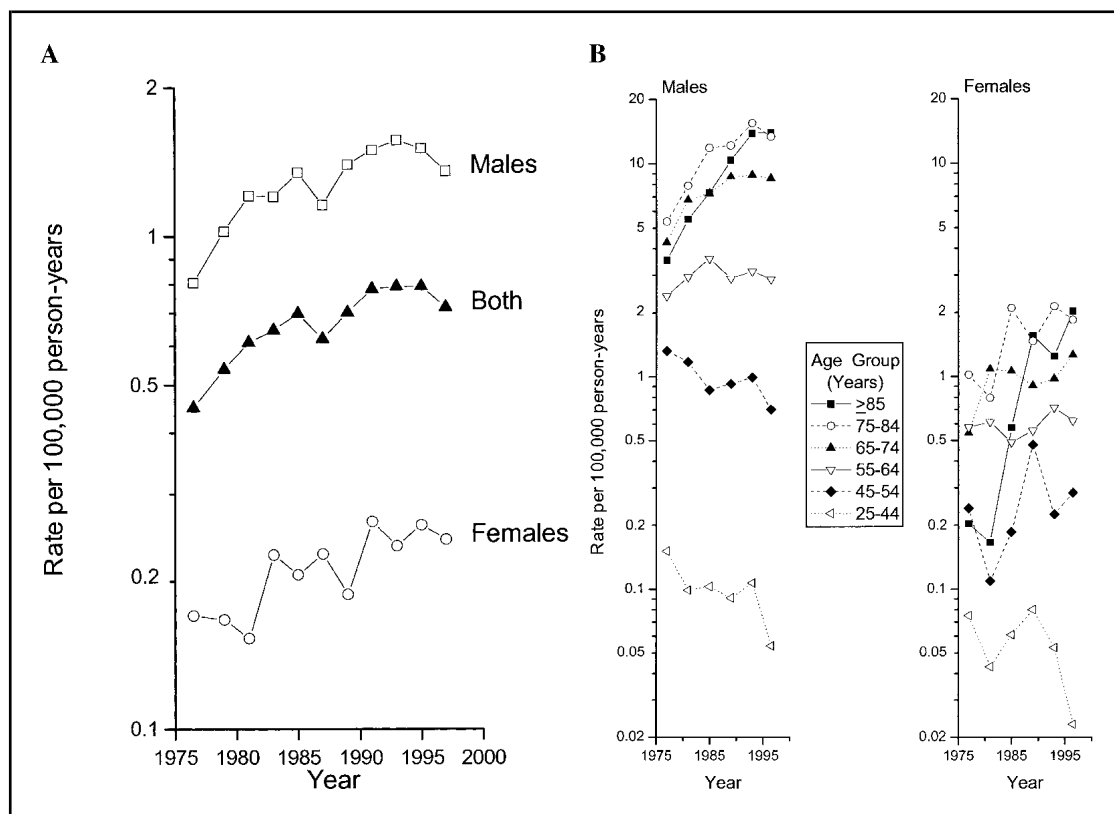 A
Rate per 100,000 person-years
2
1
0.5
0.2
0.1
Males
Both
Females
1975 1980 1985 1990 1995 2000
Year
B
Males
Rate per 100,000 person-years
20
10
5
2
1
0.5
0.2
0.1
0.05
0.02
1975 1985 1995
Year
Age Group
(Years)
≥85
75-84
65-74
55-64
45-54
25-44
Females
20
10
5
2
1
0.5
0.2
0.1
0.05
0.02
1975 1985 1995
Year